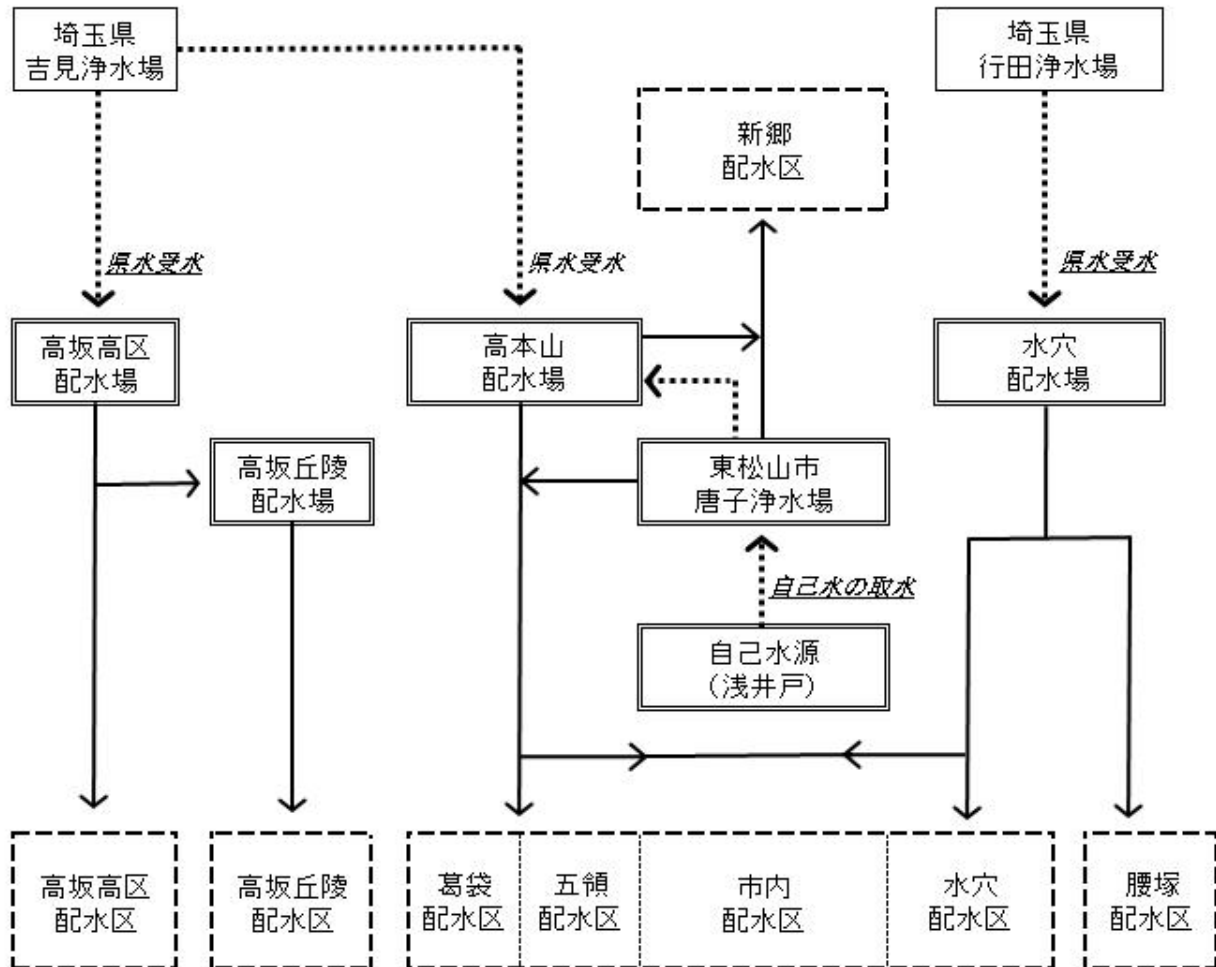 埼玉県
吉見浄水場
埼玉県
行田浄水場
新郷
配水区
県水受水
県水受水
県水受水
高坂高区
配水場
高本山
配水場
水穴
配水場
高坂丘陵
配水場
東松山市
唐子浄水場
自己水の取水
自己水源
（浅井戸）
高坂高区
配水区
高坂丘陵
配水区
葛袋
配水区
五領
配水区
市内
配水区
水穴
配水区
腰塚
配水区